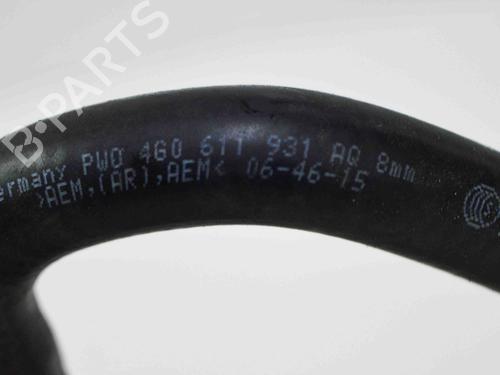 ermany PWO 4G0 611 931 AQ 8mm
>AEM,(AR),AEM< 06-46-15
B-PARTS